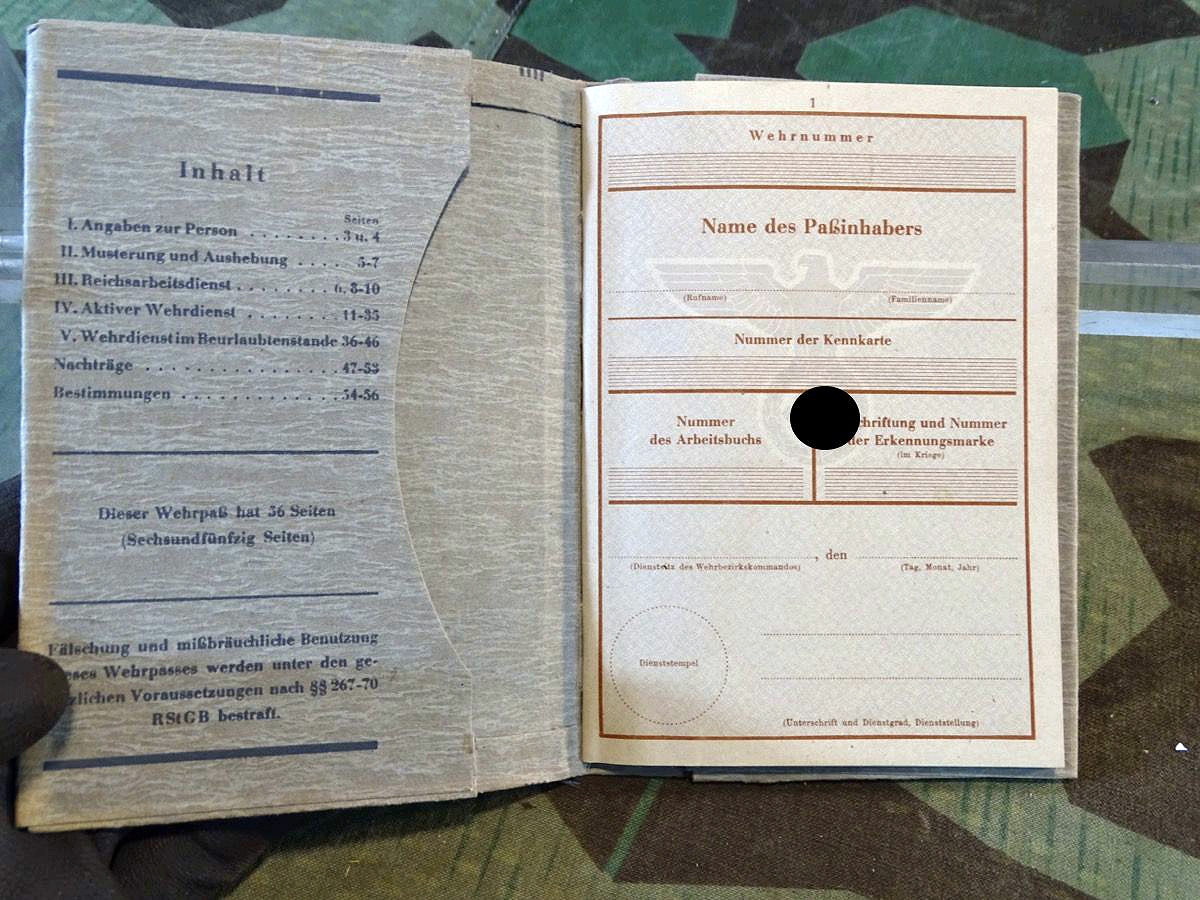 Inhalt
Seiten
I. Angaben zur Person . . . . . . . . 3 u. 4
II. Musterung und Aushebung . . . . 5-7
III. Reichsarbeitsdienst . . . . . . . . . 8-10
IV. Aktiver Wehrdienst . . . . . . . . 11-35
V. Wehrdienst im Beurlaubtenstande 36-46
Nachträge . . . . . . . . . . . . . . . . 47-53
Bestimmungen . . . . . . . . . . . . . 54-56
Dieser Wehrpaß hat 56 Seiten
(Sechsundfünfzig Seiten)
Fälschung und mißbräuchliche Benutzung
Wehrpasses werden unter den ge-
Voraussetzungen nach §§ 267-70
RStGB bestraft.
1
Wehrnummer
Name des Paßinhabers
(Rufname) (Familienname)
Nummer der Kennkarte
Nummer
des Arbeitsbuchs
chriftung und Nummer
der Erkennungsmarke
(im Kriege)
, den
(Dienstsitz des Wehrbezirkskommandos) (Tag, Monat, Jahr)
Dienststempel
(Unterschrift und Dienstgrad, Dienststellung)